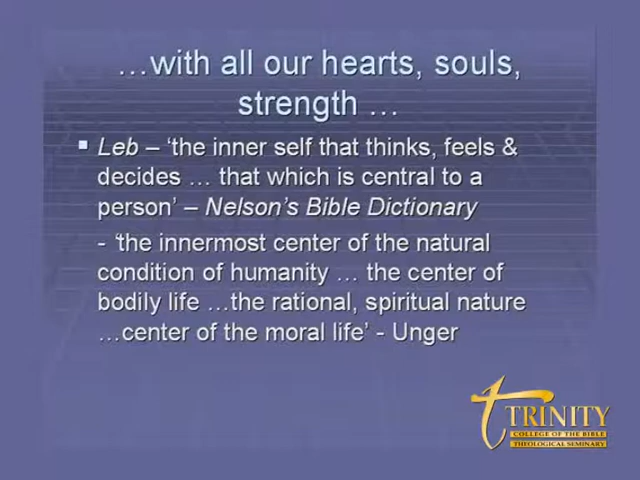 …with all our hearts, souls,
strength …
▪ Leb – ‘the inner self that thinks, feels &
decides … that which is central to a
person’ – Nelson’s Bible Dictionary
- ‘the innermost center of the natural
condition of humanity … the center of
bodily life …the rational, spiritual nature
…center of the moral life’ - Unger
TRINITY
COLLEGE OF THE BIBLE
THEOLOGICAL SEMINARY